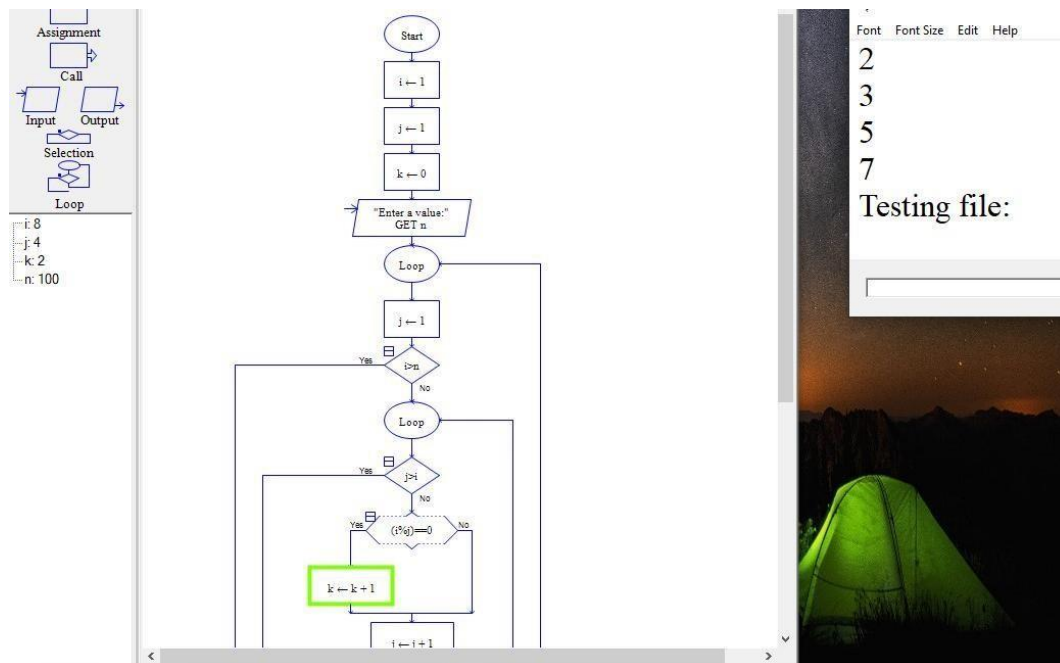 Assignment
Call
Input Output
Selection
Loop
i: 8
j: 4
k: 2
n: 100
Start
i ← 1
j ← 1
k ← 0
"Enter a value:"
GET n
Loop
j ← 1
Yes i>n
No
Loop
Yes j>i
No
Yes (i%j)==0 No
k ← k + 1
Font Font Size Edit Help
2
3
5
7
Testing file: